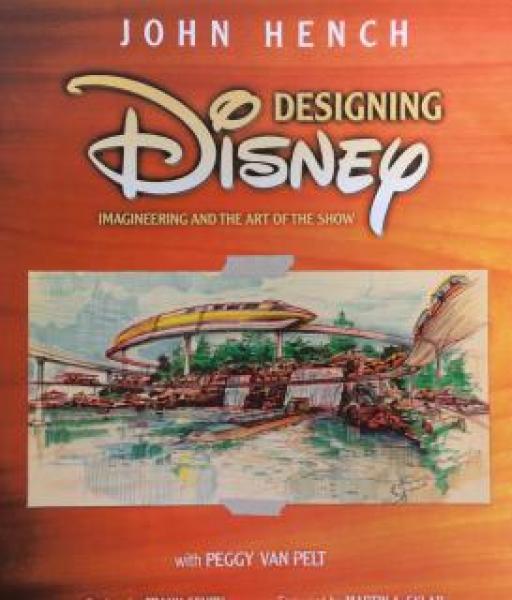 JOHN HENCH
DESIGNING
DISNEY
IMAGINEERING AND THE ART OF THE SHOW
with PEGGY VAN PELT